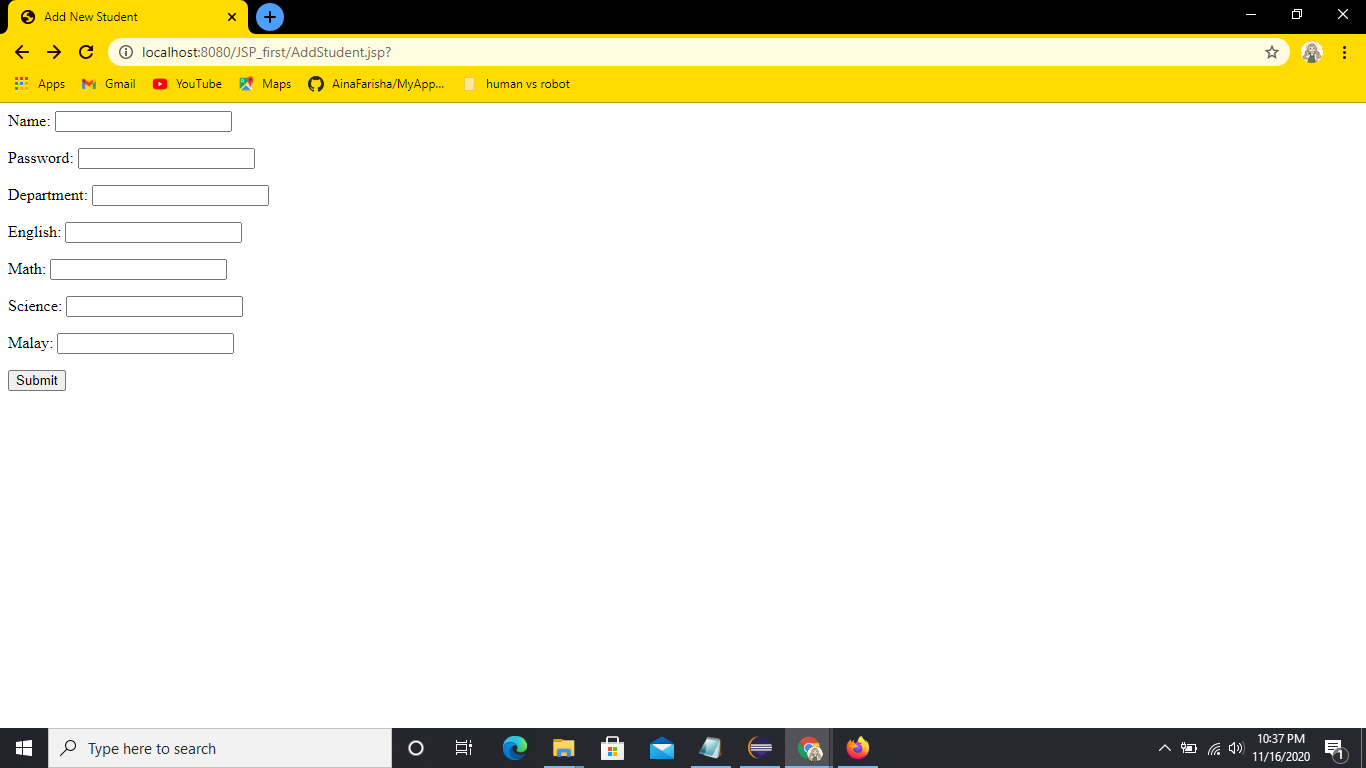 Add New Student
localhost:8080/JSP_first/AddStudent.jsp?
Apps Gmail YouTube Maps AinaFarisha/MyApp... human vs robot
Name:
Password:
Department:
English:
Math:
Science:
Malay:
Submit
Type here to search
10:37 PM
11/16/2020
1